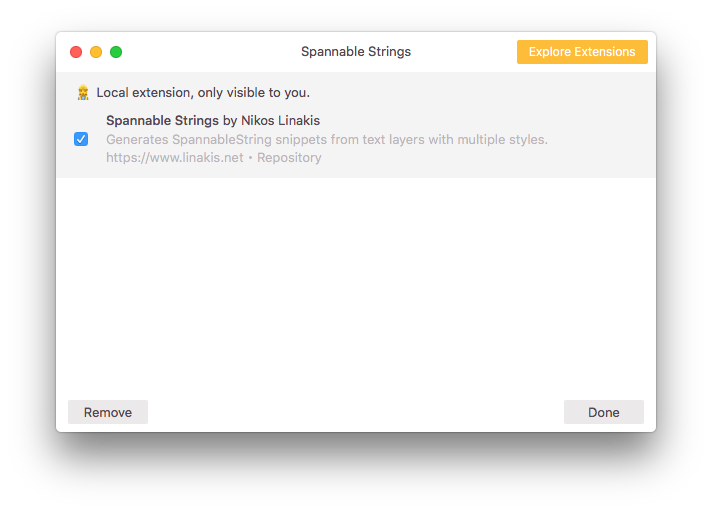 Spannable Strings
Explore Extensions
Local extension, only visible to you.
Spannable Strings by Nikos Linakis
Generates SpannableString snippets from text layers with multiple styles.
https://www.linakis.net • Repository
Remove
Done